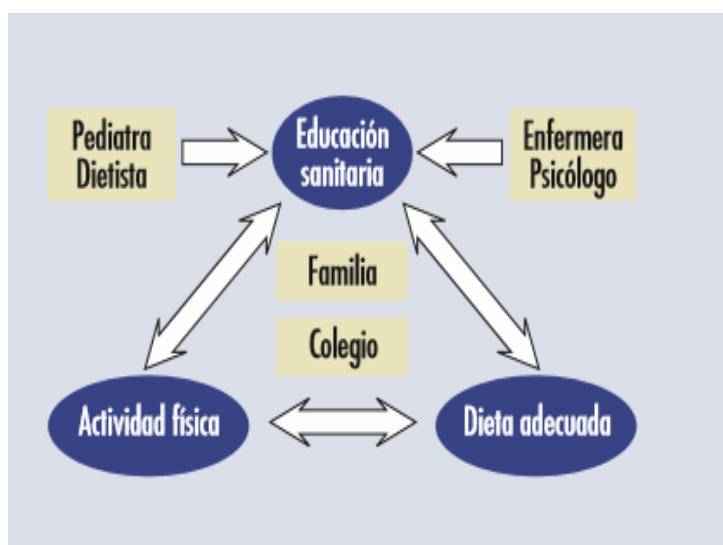 Pediatra
Dietista
Educación
sanitaria
Enfermera
Psicólogo
Familia
Colegio
Actividad física
Dieta adecuada